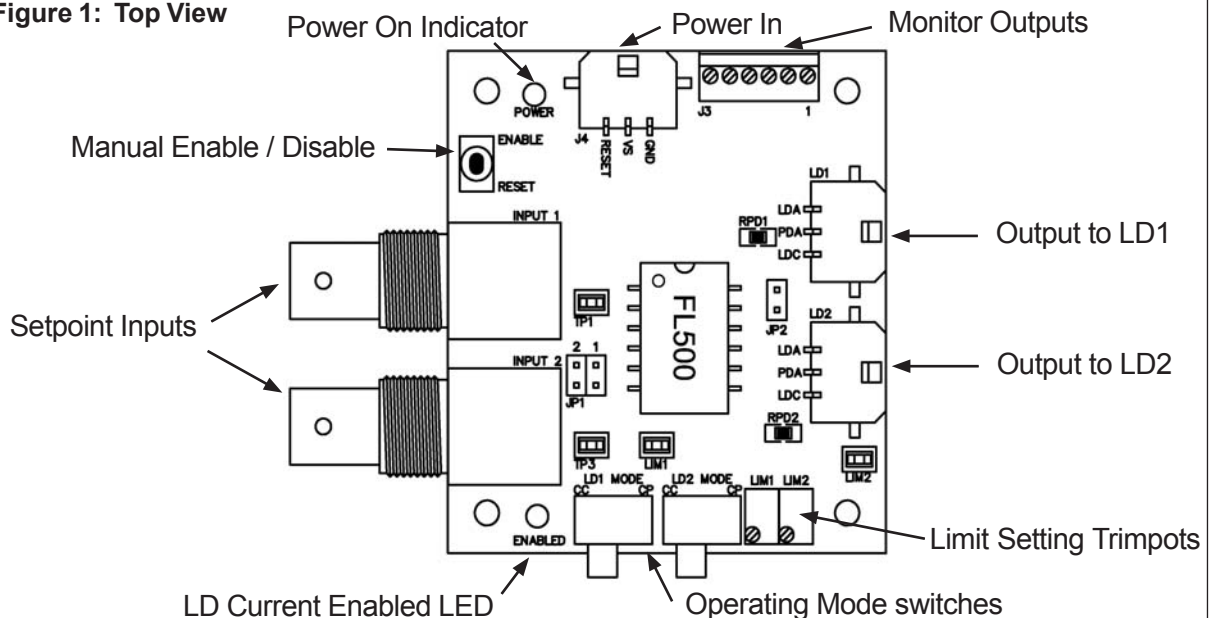 Figure 1: Top View
Power On Indicator
Power In
Monitor Outputs
POWER
J4
RESET
VS
GND
J3
1
Manual Enable / Disable
ENABLE
RESET
LD1
LDA
PDA
LDC
RPD1
Output to LD1
INPUT 1
Setpoint Inputs
TP1
FL500
JP2
LD2
LDA
PDA
LDC
Output to LD2
INPUT 2
2 1
JP1
RPD2
TP3
LIM1
LIM2
LD1 MODE
CC CP
LD2 MODE
CC CP
LIM1 LIM2
ENABLED
Limit Setting Trimpots
LD Current Enabled LED
Operating Mode switches